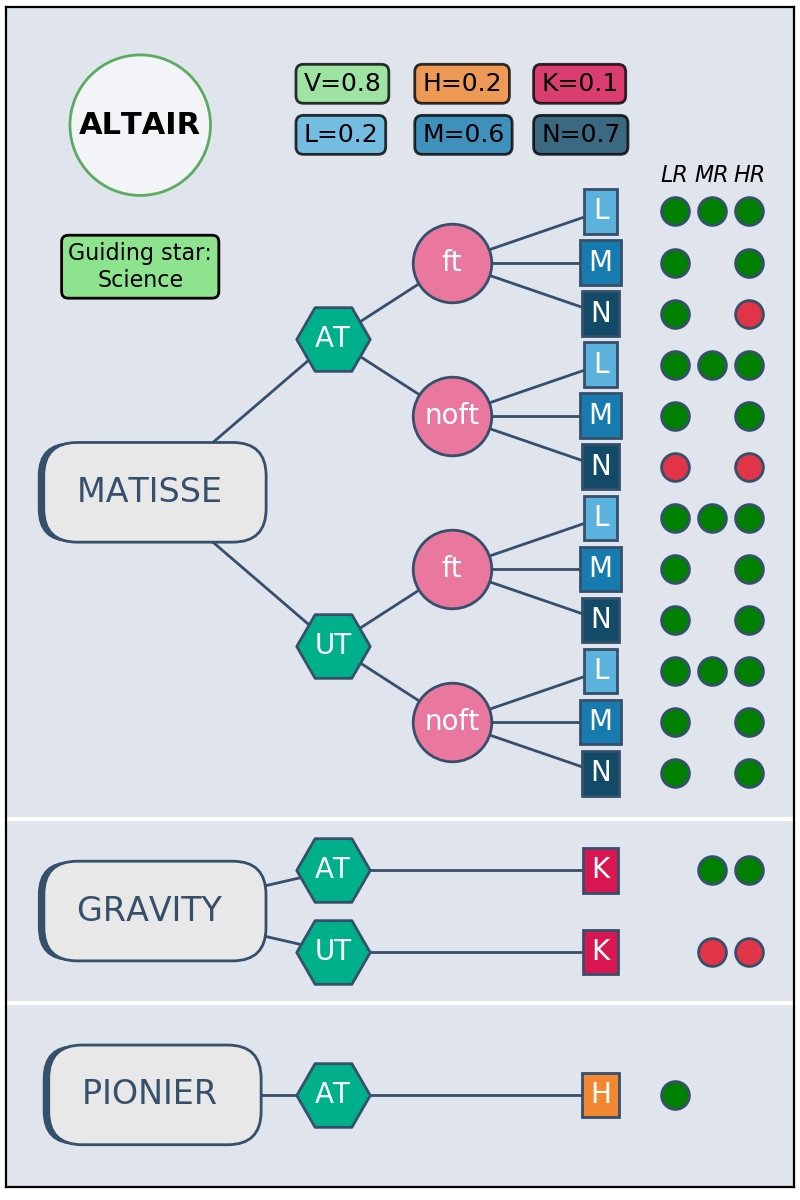 ALTAIR
V=0.8 H=0.2 K=0.1
L=0.2 M=0.6 N=0.7
LR MR HR
Guiding star:
Science
MATISSE
AT
ft
L
M
N
noft
L
M
N
UT
ft
L
M
N
noft
L
M
N
GRAVITY
AT
K
UT
K
PIONIER
AT
H